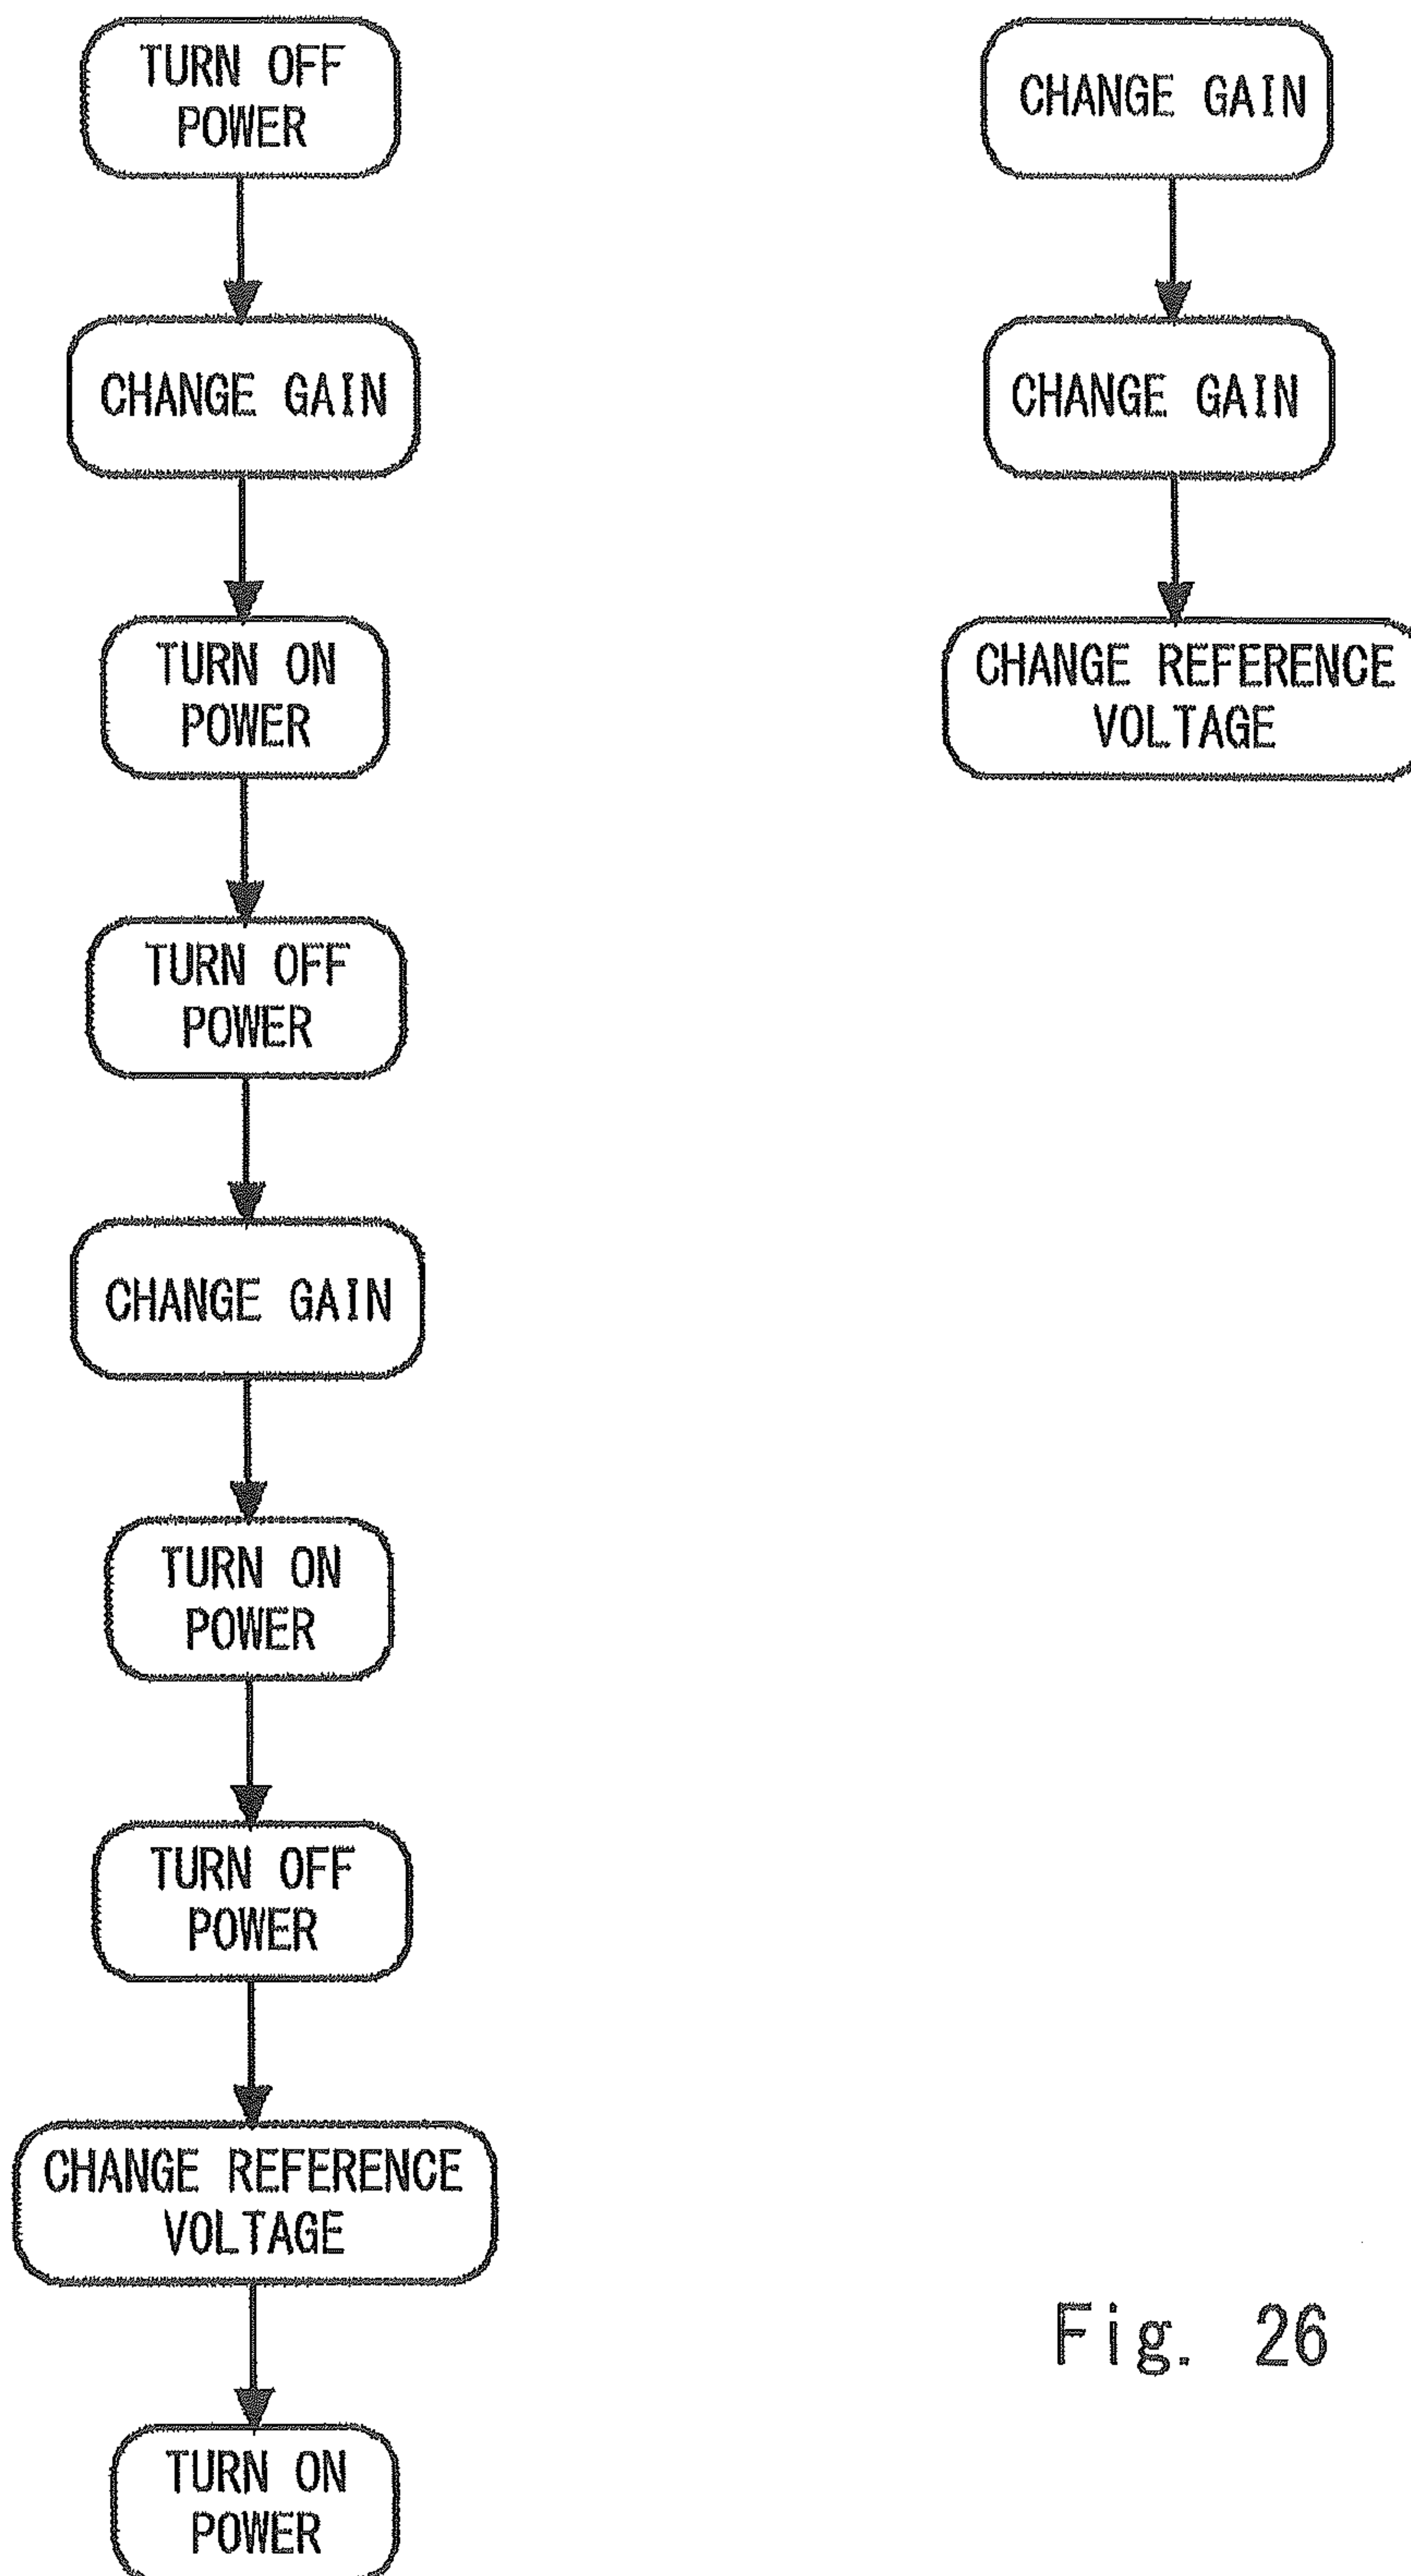 TURN OFF
POWER
CHANGE GAIN
TURN ON
POWER
TURN OFF
POWER
CHANGE GAIN
TURN ON
POWER
TURN OFF
POWER
CHANGE REFERENCE
VOLTAGE
TURN ON
POWER
CHANGE GAIN
CHANGE GAIN
CHANGE REFERENCE
VOLTAGE
Fig. 26